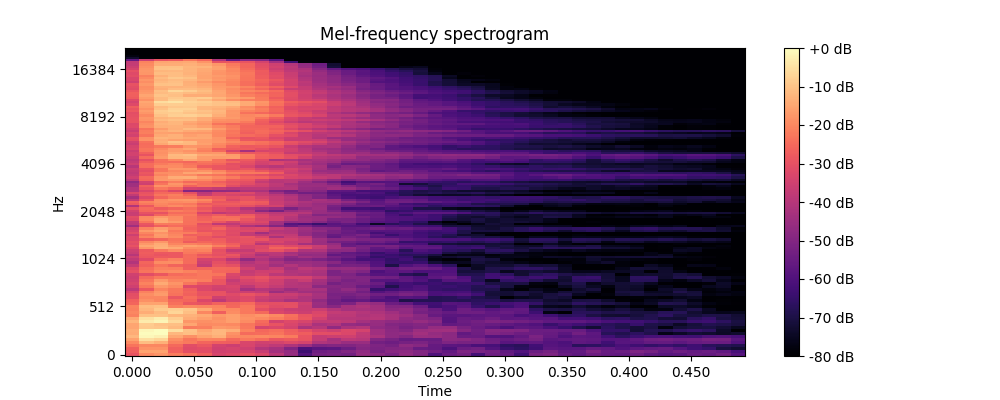 Mel-frequency spectrogram
16384
8192
4096
2048
1024
512
0
Hz
0.000 0.050 0.100 0.150 0.200 0.250 0.300 0.350 0.400 0.450
Time
+0 dB
-10 dB
-20 dB
-30 dB
-40 dB
-50 dB
-60 dB
-70 dB
-80 dB